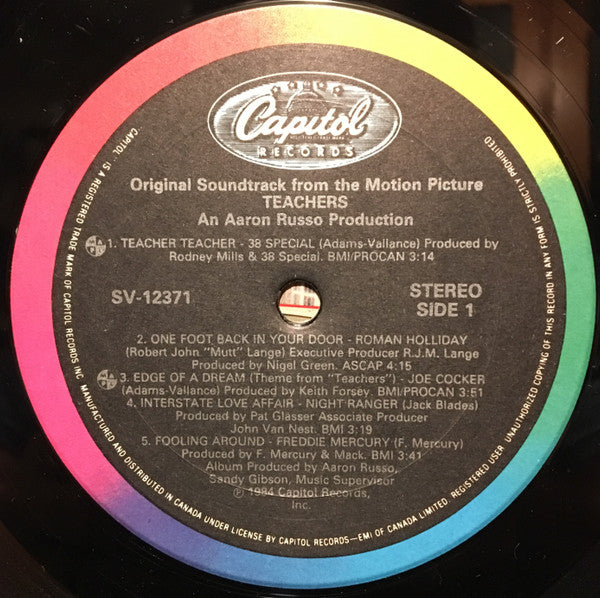 Capitol
RECORDS
Original Soundtrack from the Motion Picture
TEACHERS
An Aaron Russo Production
1. TEACHER TEACHER - 38 SPECIAL (Adams-Vallance) Produced by
Rodney Mills & 38 Special. BMI/PROCAN 3:14
SV-12371
STEREO
SIDE 1
2. ONE FOOT BACK IN YOUR DOOR - ROMAN HOLLIDAY
(Robert John "Mutt" Lange) Executive Producer R.J.M. Lange
Produced by Nigel Green. ASCAP 4:15
3. EDGE OF A DREAM (Theme from "Teachers") - JOE COCKER
(Adams-Vallance) Produced by Keith Forsey. BMI/PROCAN 3:51
4. INTERSTATE LOVE AFFAIR - NIGHT RANGER (Jack Blades)
Produced by Pat Glasser Associate Producer
John Van Nest. BMI 3:19
5. FOOLING AROUND - FREDDIE MERCURY (F. Mercury)
Produced by F. Mercury & Mack. BMI 3:41
Album Produced by Aaron Russo,
Sandy Gibson, Music Supervisor
℗ 1984 Capitol Records,
Inc.
CAPITOL IS A REGISTERED TRADE MARK OF CAPITOL RECORDS INC. MANUFACTURED AND DISTRIBUTED IN CANADA UNDER LICENSE BY CAPITOL RECORDS—EMI OF CANADA LIMITED. REGISTERED USER. UNAUTHORIZED COPYING OF THIS RECORD IN ANY FORM IS STRICTLY PROHIBITED